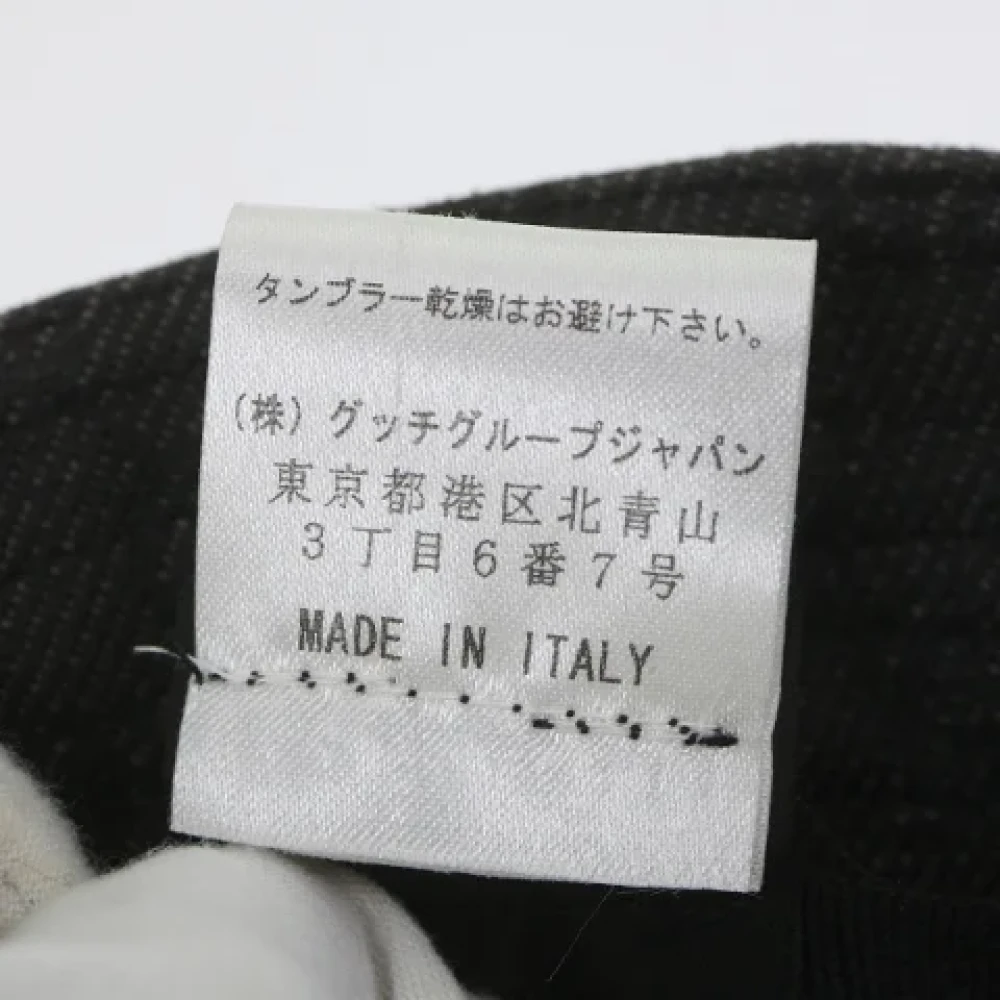 タンブラー乾燥はお避け下さい。
(株)グッチグループジャパン
東京都港区北青山
3丁目6番7号
MADE IN ITALY